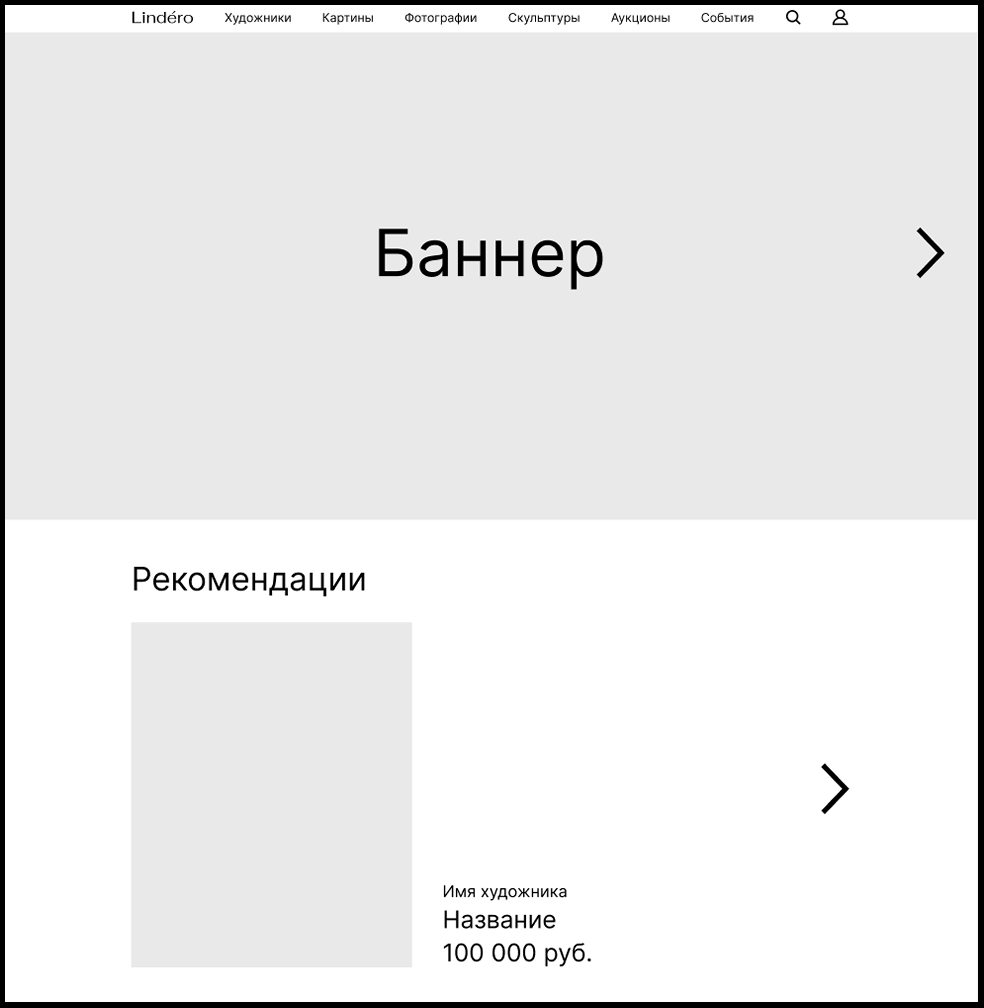 Lindéro Художники Картины Фотографии Скульптуры Аукционы События
Баннер
Рекомендации
Имя художника
Название
100 000 руб.